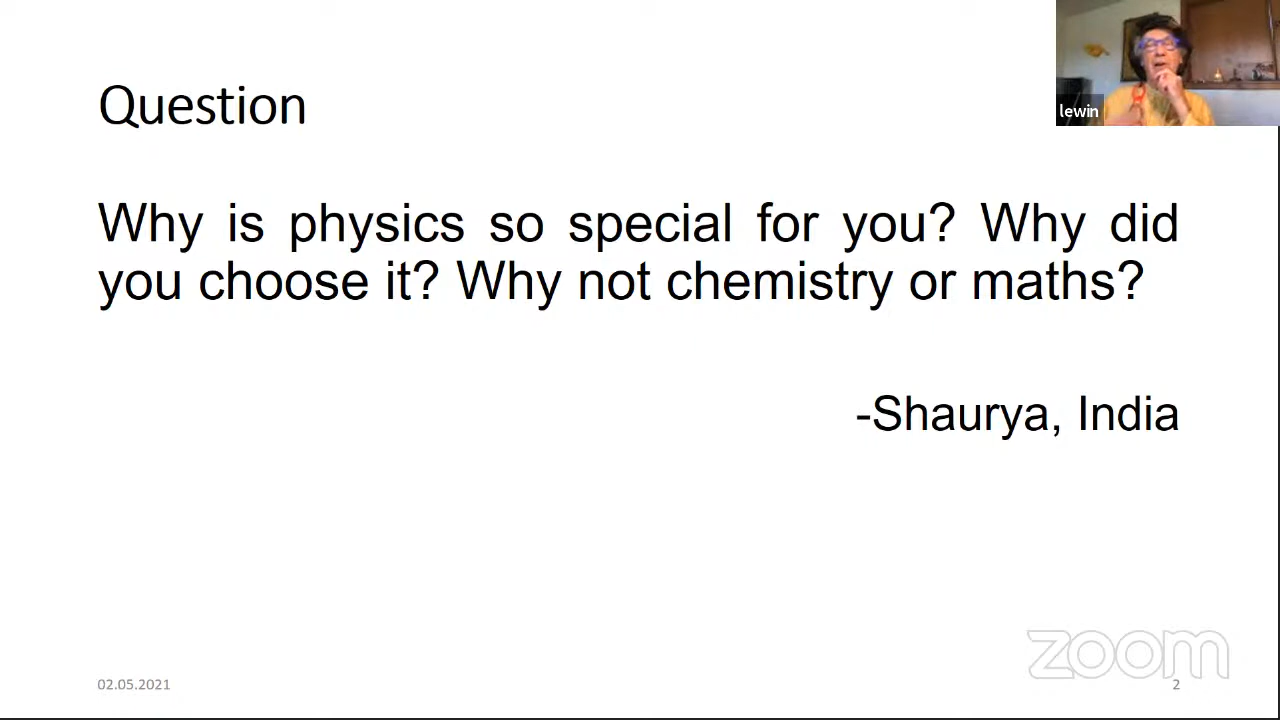 lewin
Question
Why is physics so special for you? Why did
you choose it? Why not chemistry or maths?
-Shaurya, India
zoom
02.05.2021
2